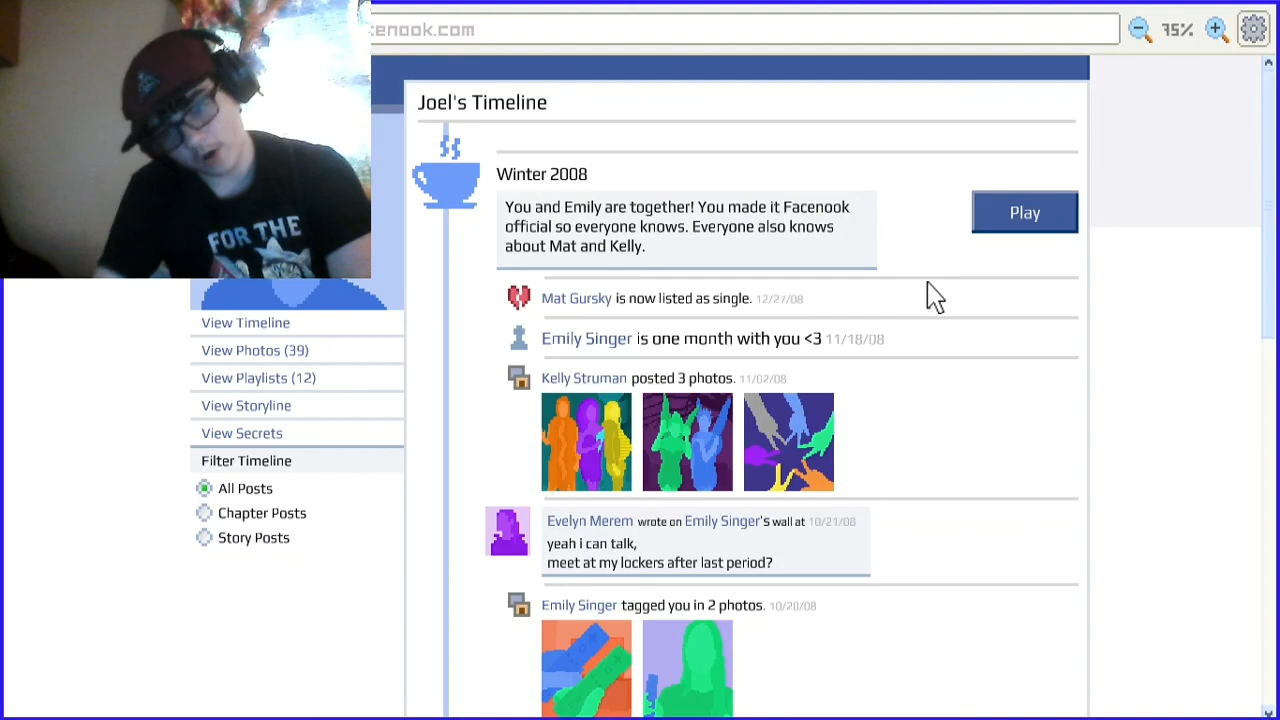 enook.com
75%
Joel's Timeline
Winter 2008
You and Emily are together! You made it Facenook
official so everyone knows. Everyone also knows
about Mat and Kelly.
Play
Mat Gursky is now listed as single. 12/27/08
Emily Singer is one month with you <3 11/18/08
Kelly Struman posted 3 photos. 11/02/08
Evelyn Merem wrote on Emily Singer's wall at 10/21/08
yeah i can talk,
meet at my lockers after last period?
Emily Singer tagged you in 2 photos. 10/20/08
View Timeline
View Photos (39)
View Playlists (12)
View Storyline
View Secrets
Filter Timeline
All Posts
Chapter Posts
Story Posts
FOR THE